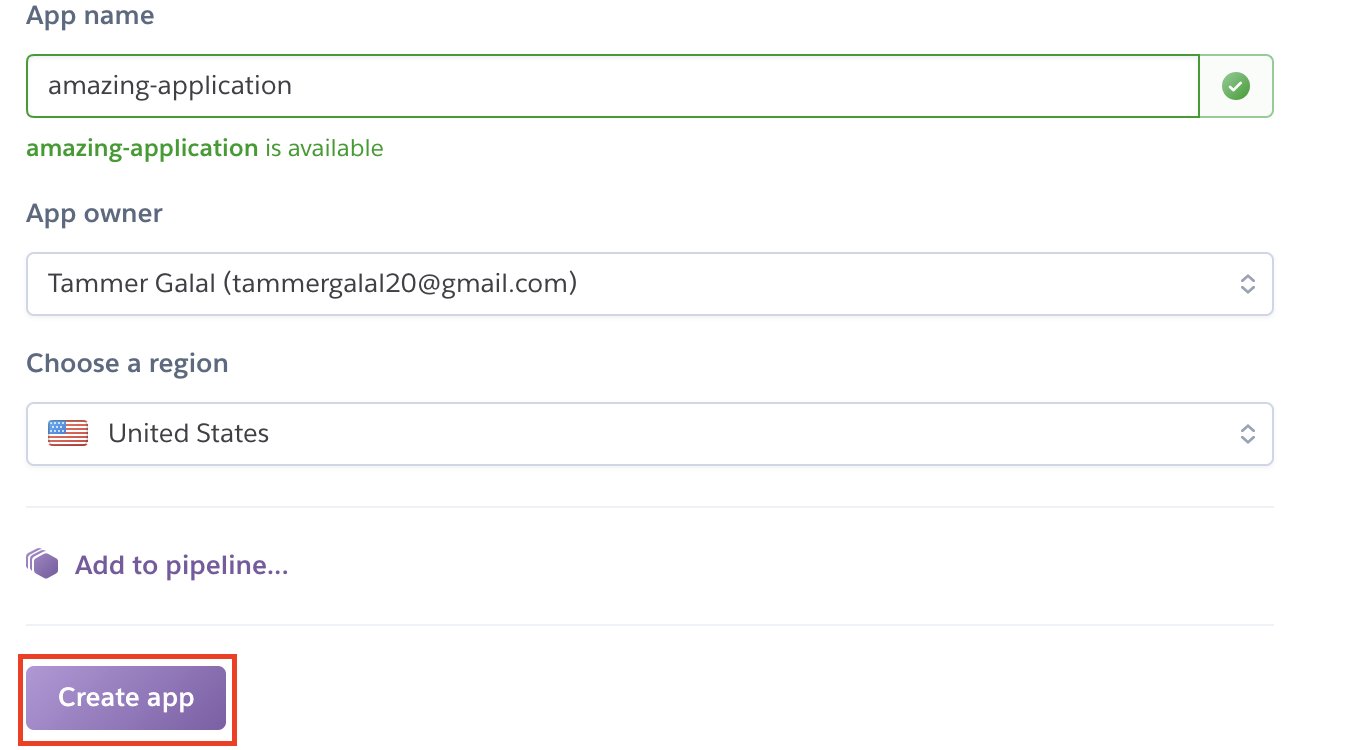 App name
amazing-application
amazing-application is available
App owner
Tammer Galal (tammergalal20@gmail.com)
Choose a region
United States
Add to pipeline...
Create app